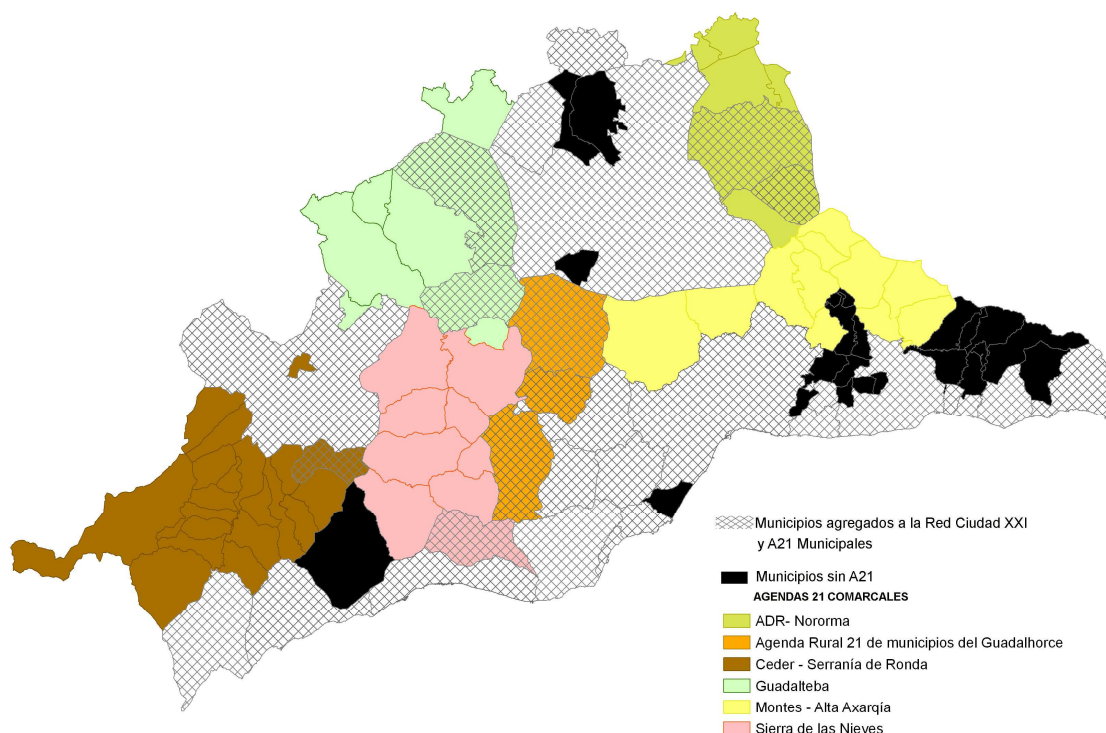 Municipios agregados a la Red Ciudad XXI
y A21 Municipales
Municipios sin A21
AGENDAS 21 COMARCALES
ADR- Nororma
Agenda Rural 21 de municipios del Guadalhorce
Ceder - Serranía de Ronda
Guadalteba
Montes - Alta Axarqía
Sierra de las Nieves